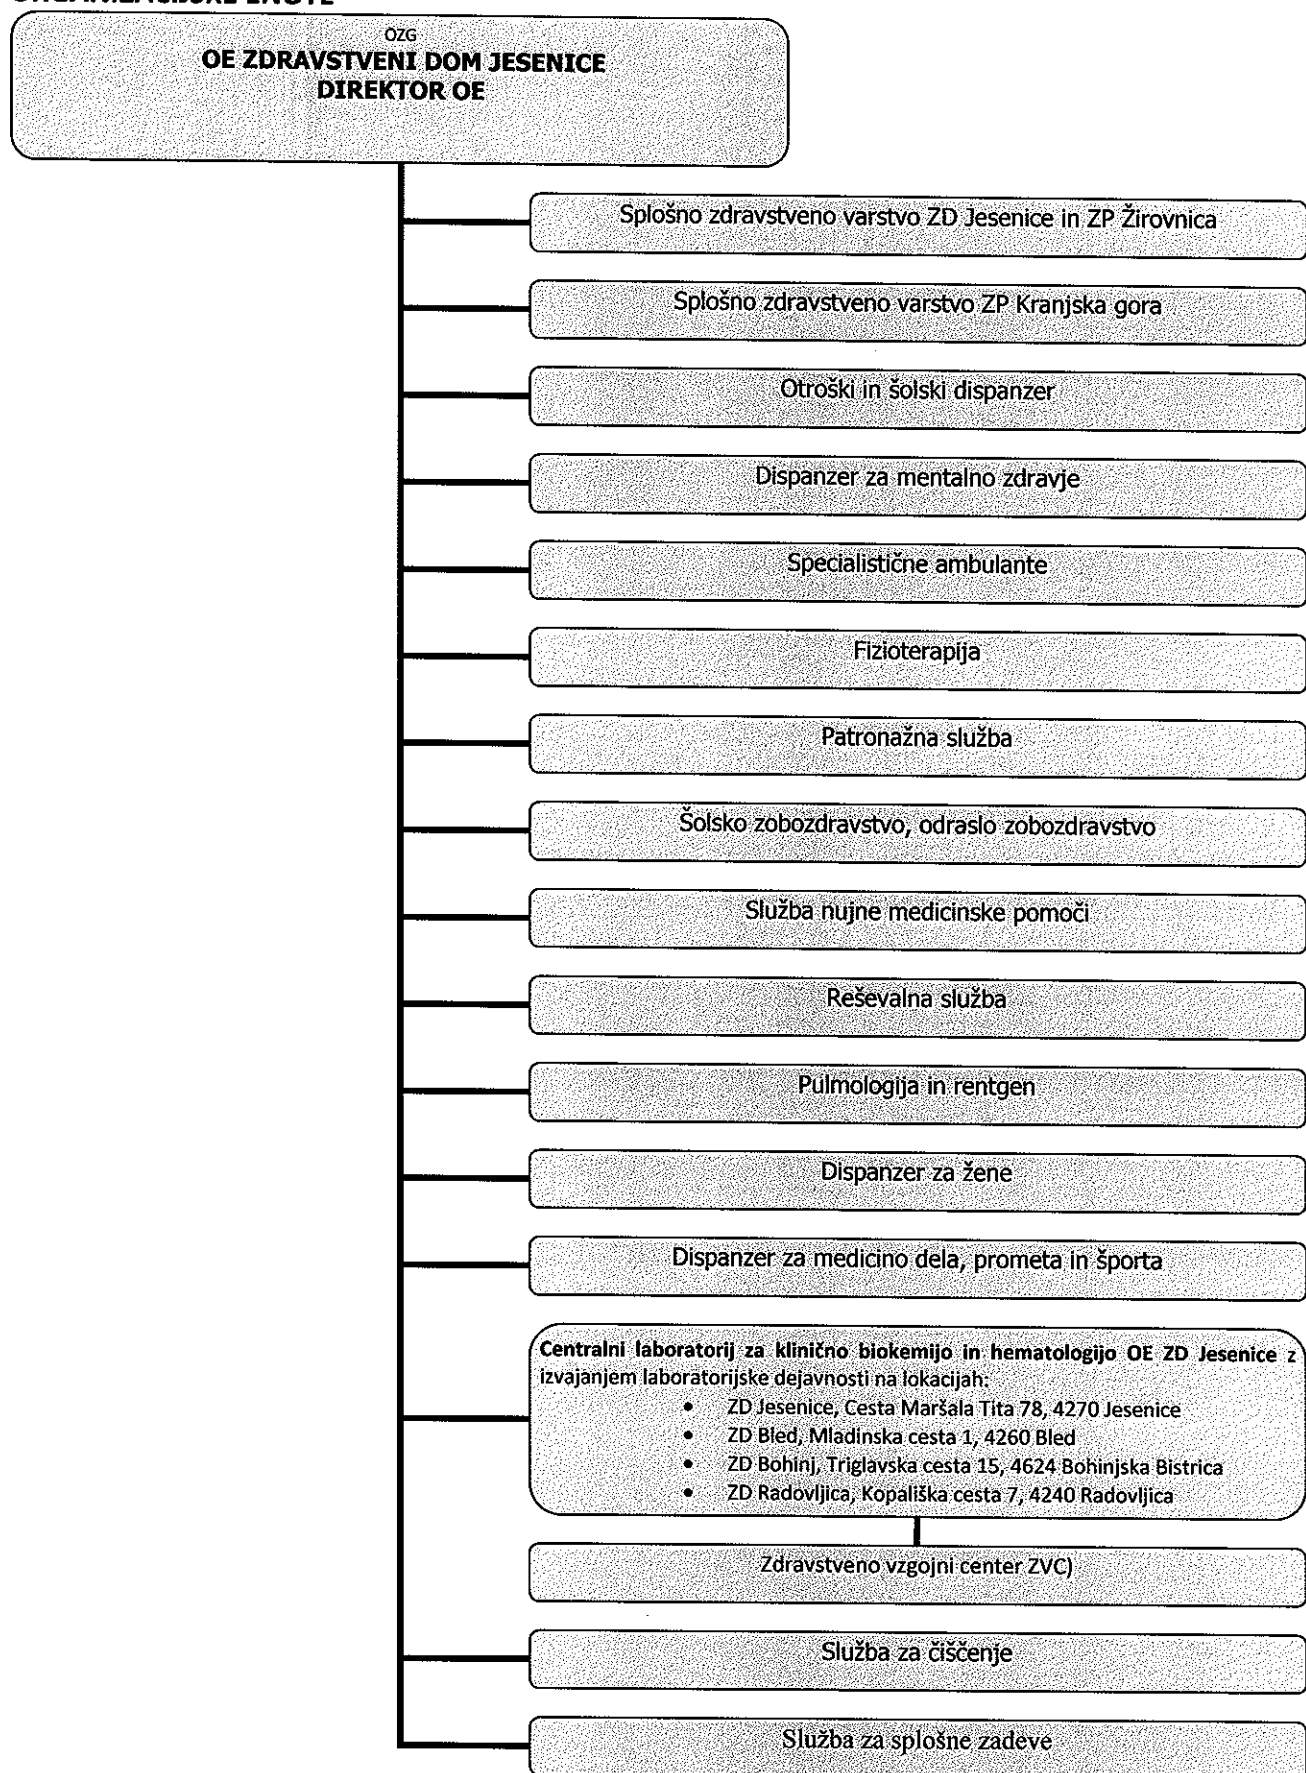 OZG
OE ZDRAVSTVENI DOM JESENICE
DIREKTOR OE
Splošno zdravstveno varstvo ZD Jesenice in ZP Žirovnica
Splošno zdravstveno varstvo ZP Kranjska gora
Otroški in šolski dispanzer
Dispanzer za mentalno zdravje
Specialistične ambulante
Fizioterapija
Patronažna služba
Šolsko zobozdravstvo, odraslo zobozdravstvo
Služba nujne medicinske pomoči
Reševalna služba
Pulmologija in rentgen
Dispanzer za žene
Dispanzer za medicino dela, prometa in športa
Centralni laboratorij za klinično biokemijo in hematologijo OE ZD Jesenice z
izvajanjem laboratorijske dejavnosti na lokacijah:
• ZD Jesenice, Cesta Maršala Tita 78, 4270 Jesenice
• ZD Bled, Mladinska cesta 1, 4260 Bled
• ZD Bohinj, Triglavska cesta 15, 4624 Bohinjska Bistrica
• ZD Radovljica, Kopališka cesta 7, 4240 Radovljica
Zdravstveno vzgojni center ZVC)
Služba za čiščenje
Služba za splošne zadeve